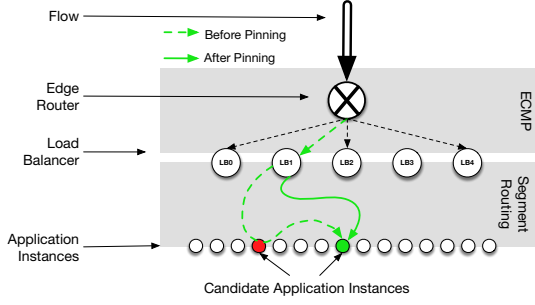 Flow
Before Pinning
After Pinning
Edge
Router
ECMP
Load
Balancer
LB0
LB1
LB2
LB3
LB4
Segment
Routing
Application
Instances
Candidate Application Instances